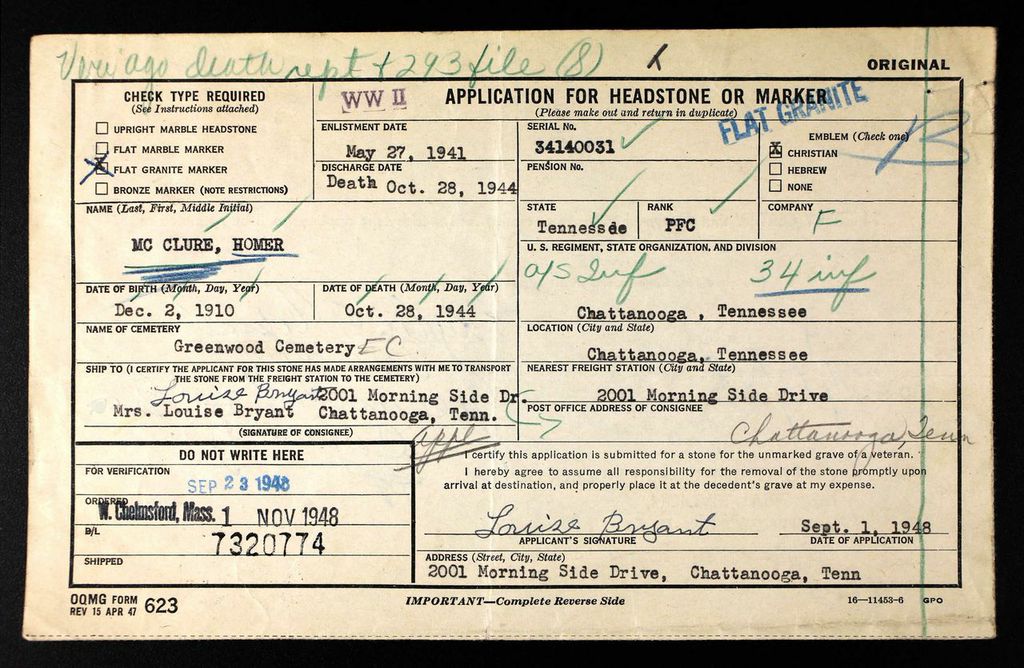 death rept + 293 file (8)
ORIGINAL
CHECK TYPE REQUIRED
(See Instructions attached)
UPRIGHT MARBLE HEADSTONE
FLAT MARBLE MARKER
X FLAT GRANITE MARKER
BRONZE MARKER (NOTE RESTRICTIONS)
WW II
APPLICATION FOR HEADSTONE OR MARKER
(Please make out and return in duplicate)
FLAT GRANITE
ENLISTMENT DATE
May 27, 1941
DISCHARGE DATE
Death Oct. 28, 1944
SERIAL No.
34140031
PENSION No.
EMBLEM (Check one)
X CHRISTIAN
HEBREW
NONE
B
NAME (Last, First, Middle Initial)
MC CLURE, HOMER
STATE
Tennessee
RANK
PFC
COMPANY
F
U. S. REGIMENT, STATE ORGANIZATION, AND DIVISION
34 inf
Chattanooga , Tennessee
DATE OF BIRTH (Month, Day, Year)
Dec. 2, 1910
DATE OF DEATH (Month, Day, Year)
Oct. 28, 1944
NAME OF CEMETERY
Greenwood Cemetery EC
LOCATION (City and State)
Chattanooga, Tennessee
SHIP TO (I CERTIFY THE APPLICANT FOR THIS STONE HAS MADE ARRANGEMENTS WITH ME TO TRANSPORT
THE STONE FROM THE FREIGHT STATION TO THE CEMETERY)
Louise Bryant 2001 Morning Side Dr.
Mrs. Louise Bryant Chattanooga, Tenn.
(SIGNATURE OF CONSIGNEE)
NEAREST FREIGHT STATION (City and State)
2001 Morning Side Drive
POST OFFICE ADDRESS OF CONSIGNEE
Chattanooga, Tenn
appl
DO NOT WRITE HERE
FOR VERIFICATION
SEP 23 1948
ORDERED
W. Chelmsford, Mass. 1 NOV 1948
B/L
7320774
SHIPPED
I certify this application is submitted for a stone for the unmarked grave of a veteran.
I hereby agree to assume all responsibility for the removal of the stone promptly upon
arrival at destination, and properly place it at the decedent's grave at my expense.
Louise Bryant
APPLICANT'S SIGNATURE
Sept. 1, 1948
DATE OF APPLICATION
ADDRESS (Street, City, State)
2001 Morning Side Drive, Chattanooga, Tenn
OQMG FORM
REV 15 APR 47 623
IMPORTANT—Complete Reverse Side
16—11453-6 GPO